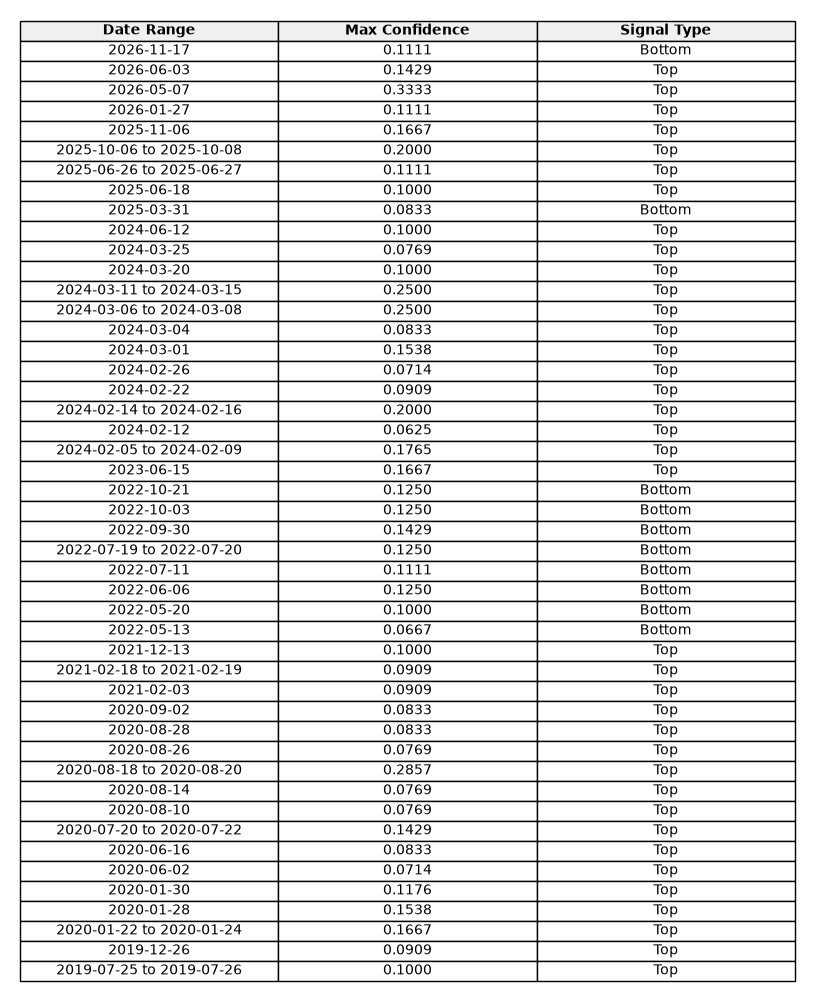 Date Range Max Confidence Signal Type
2026-11-17 0.1111 Bottom
2026-06-03 0.1429 Top
2026-05-07 0.3333 Top
2026-01-27 0.1111 Top
2025-11-06 0.1667 Top
2025-10-06 to 2025-10-08 0.2000 Top
2025-06-26 to 2025-06-27 0.1111 Top
2025-06-18 0.1000 Top
2025-03-31 0.0833 Bottom
2024-06-12 0.1000 Top
2024-03-25 0.0769 Top
2024-03-20 0.1000 Top
2024-03-11 to 2024-03-15 0.2500 Top
2024-03-06 to 2024-03-08 0.2500 Top
2024-03-04 0.0833 Top
2024-03-01 0.1538 Top
2024-02-26 0.0714 Top
2024-02-22 0.0909 Top
2024-02-14 to 2024-02-16 0.2000 Top
2024-02-12 0.0625 Top
2024-02-05 to 2024-02-09 0.1765 Top
2023-06-15 0.1667 Top
2022-10-21 0.1250 Bottom
2022-10-03 0.1250 Bottom
2022-09-30 0.1429 Bottom
2022-07-19 to 2022-07-20 0.1250 Bottom
2022-07-11 0.1111 Bottom
2022-06-06 0.1250 Bottom
2022-05-20 0.1000 Bottom
2022-05-13 0.0667 Bottom
2021-12-13 0.1000 Top
2021-02-18 to 2021-02-19 0.0909 Top
2021-02-03 0.0909 Top
2020-09-02 0.0833 Top
2020-08-28 0.0833 Top
2020-08-26 0.0769 Top
2020-08-18 to 2020-08-20 0.2857 Top
2020-08-14 0.0769 Top
2020-08-10 0.0769 Top
2020-07-20 to 2020-07-22 0.1429 Top
2020-06-16 0.0833 Top
2020-06-02 0.0714 Top
2020-01-30 0.1176 Top
2020-01-28 0.1538 Top
2020-01-22 to 2020-01-24 0.1667 Top
2019-12-26 0.0909 Top
2019-07-25 to 2019-07-26 0.1000 Top